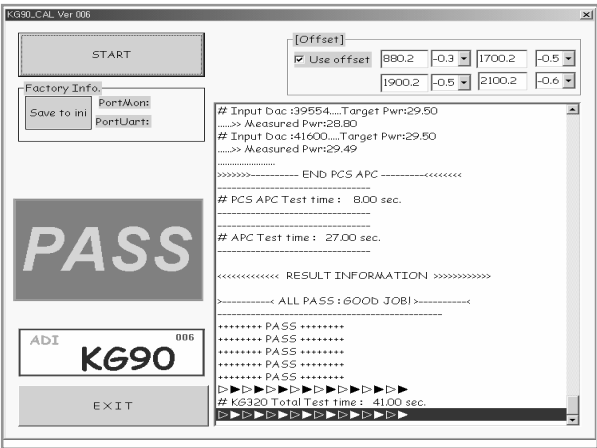 KG90_CAL Ver 006
START
[Offset]
Use offset 880.2 -0.3 1700.2 -0.5
1900.2 -0.5 2100.2 -0.6
Factory Info.
Save to ini
PortMon:
PortUart:
# Input Dac :39554.....Target Pwr:29.50
.....>> Measured Pwr:28.80
# Input Dac :41600.....Target Pwr:29.50
.....>> Measured Pwr:29.49
.......................
>>>>>>>---------- END PCS APC ---------<<<<<<<<
--------------------------------
# PCS APC Test time : 8.00 sec.
--------------------------------
--------------------------------
# APC Test time : 27.00 sec.
--------------------------------
<<<<<<<<<<<<< RESULT INFORMATION >>>>>>>>>>>>
>----------< ALL PASS : GOOD JOB! >----------<
-----------------------------------------------
++++++++ PASS ++++++++
++++++++ PASS ++++++++
++++++++ PASS ++++++++
++++++++ PASS ++++++++
++++++++ PASS ++++++++
▷▶▷▶▷▶▷▶▷▶▷▶▷▶▷▶
# KG320 Total Test time : 41.00 sec.
▷▶▷▶▷▶▷▶▷▶▷▶▷▶▷▶
PASS
ADI 006
KG90
EXIT